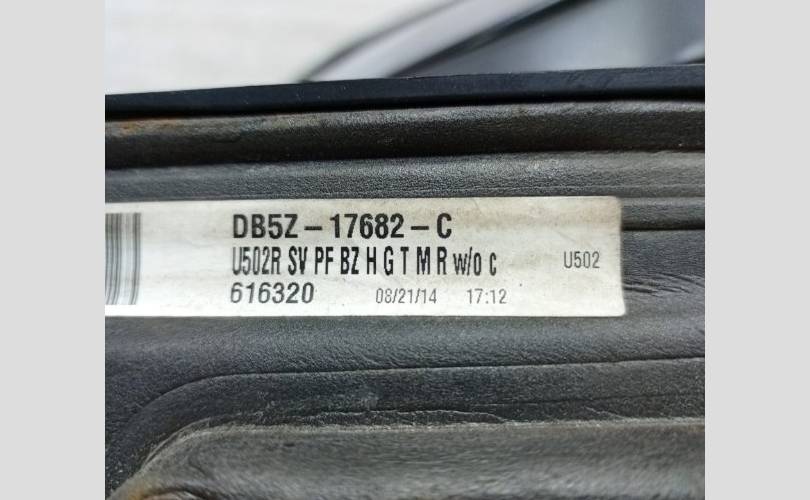 DB5Z-17682-C
U502R SV PF BZ H G T M R w/o c U502
616320 08/21/14 17:12